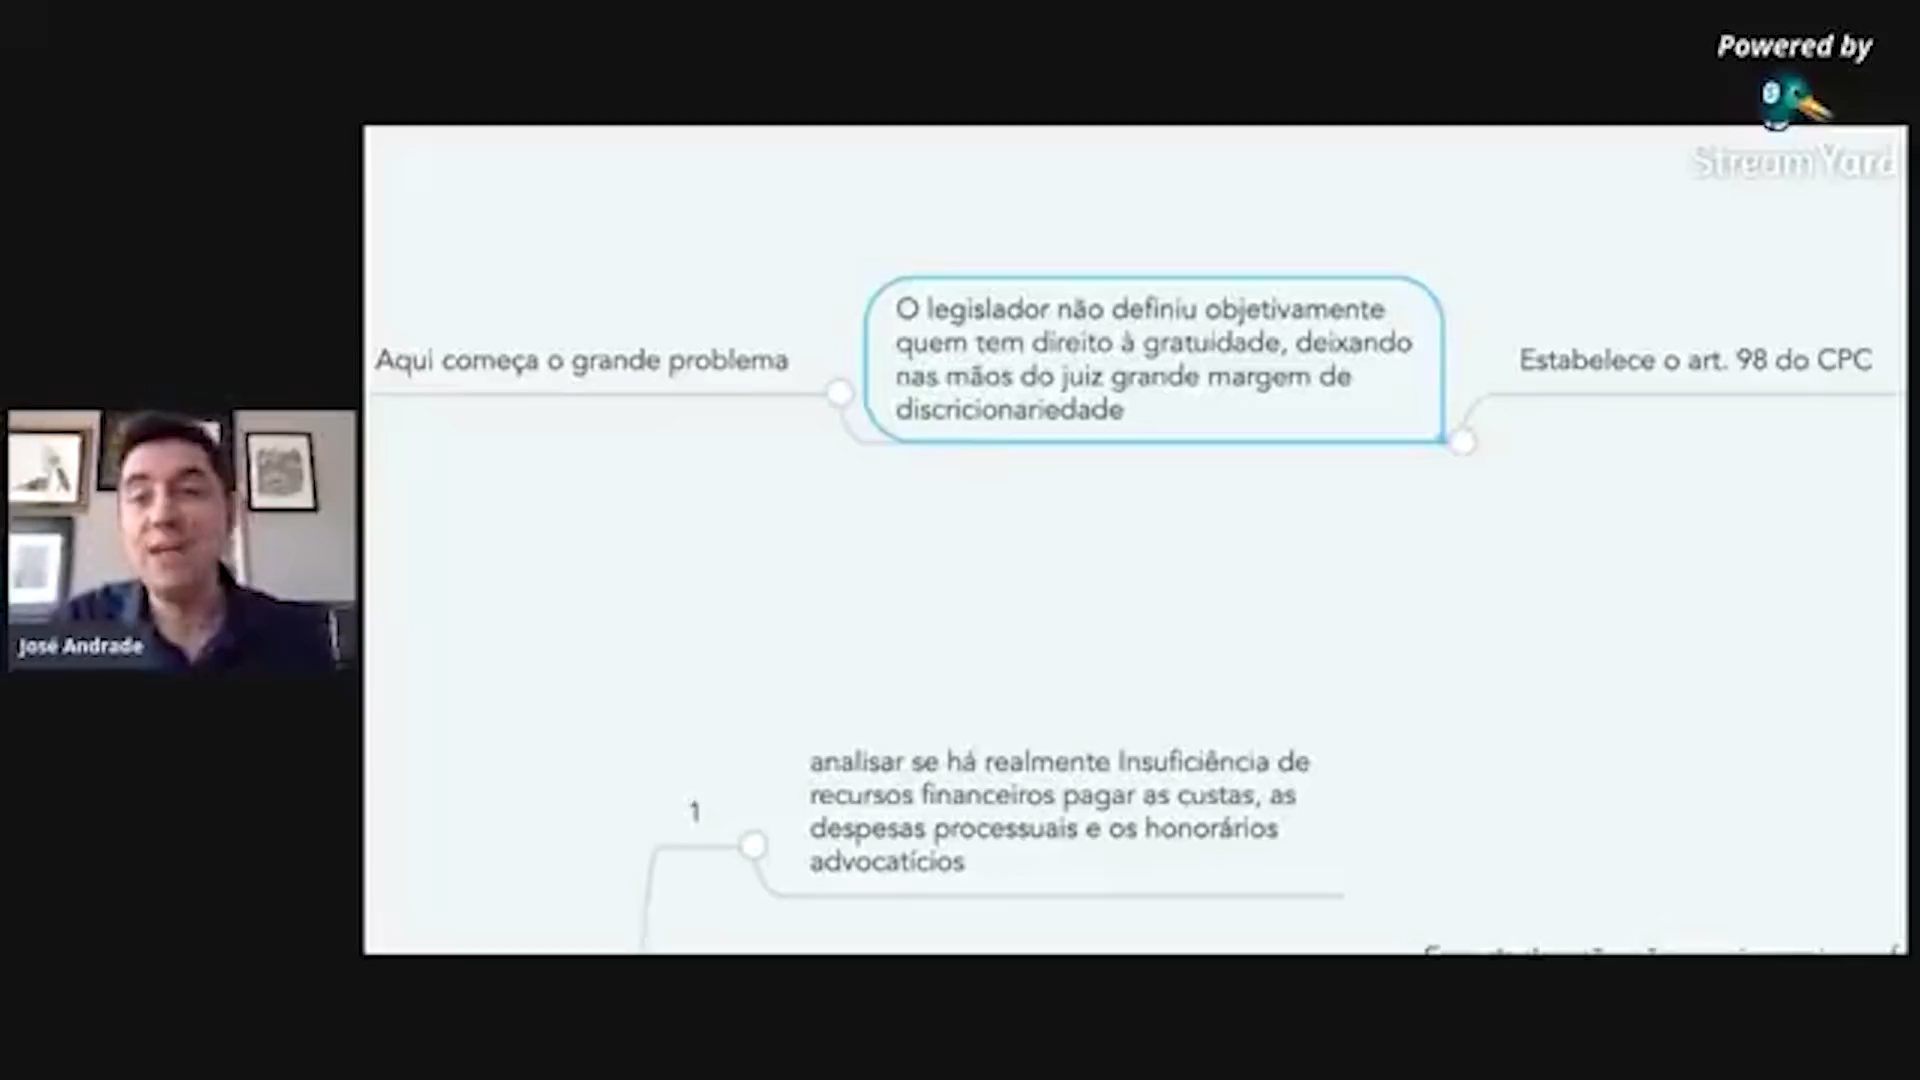 Powered by
StreamYard
Aqui começa o grande problema
O legislador não definiu objetivamente
quem tem direito à gratuidade, deixando
nas mãos do juiz grande margem de
discricionariedade
Estabelece o art. 98 do CPC
José Andrade
1
analisar se há realmente Insuficiência de
recursos financeiros pagar as custas, as
despesas processuais e os honorários
advocatícios